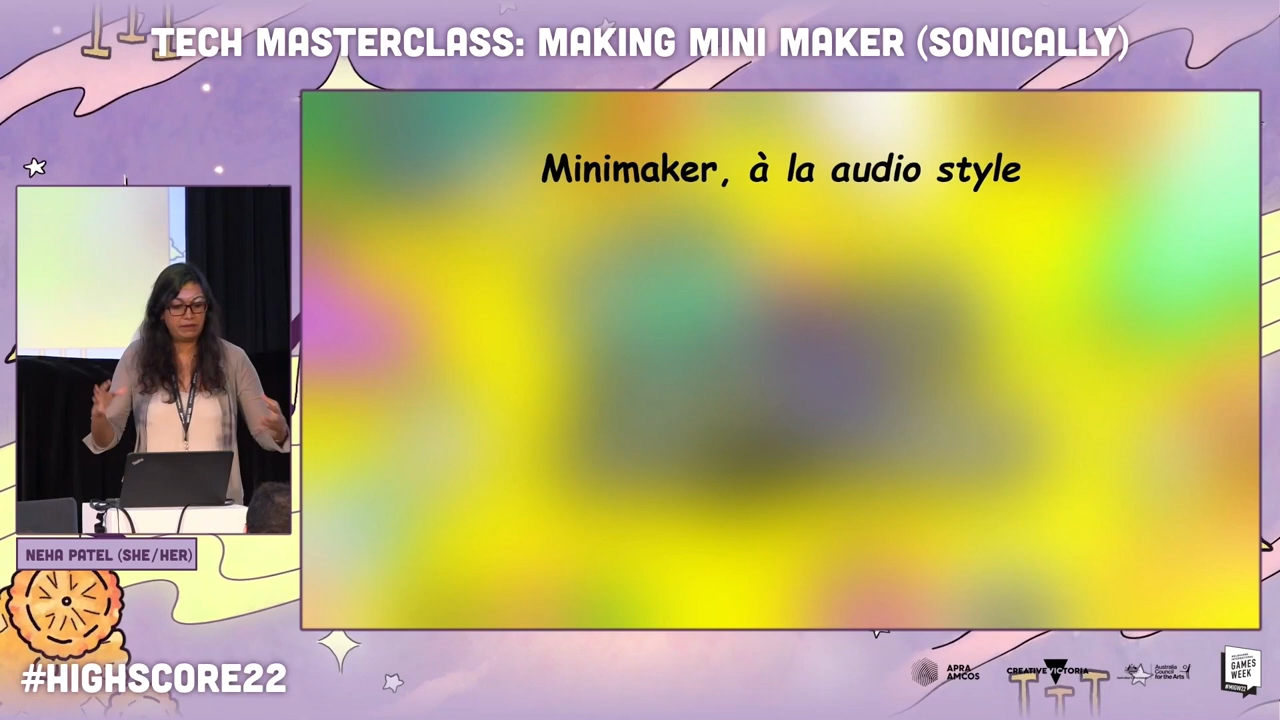 TECH MASTERCLASS: MAKING MINI MAKER (SONICALLY)
Minimaker, à la audio style
NEHA PATEL (SHE/HER)
#HIGHSCORE22
APRA
AMCOS
CREATIVE VICTORIA
Australia
Council
for the Arts
GAMES
WEEK
#MIGW22